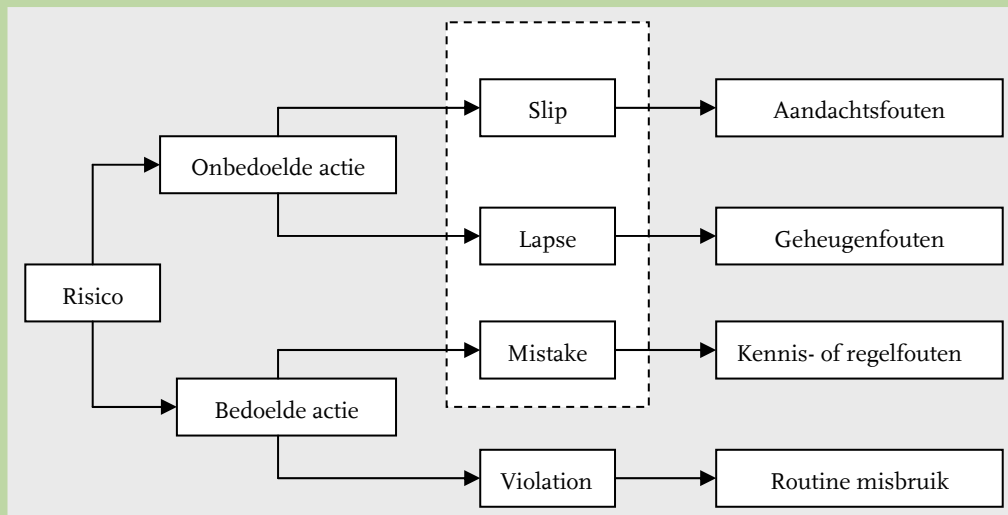 Slip
Aandachtsfouten
Onbedoelde actie
Lapse
Geheugenfouten
Risico
Mistake
Kennis- of regelfouten
Bedoelde actie
Violation
Routine misbruik